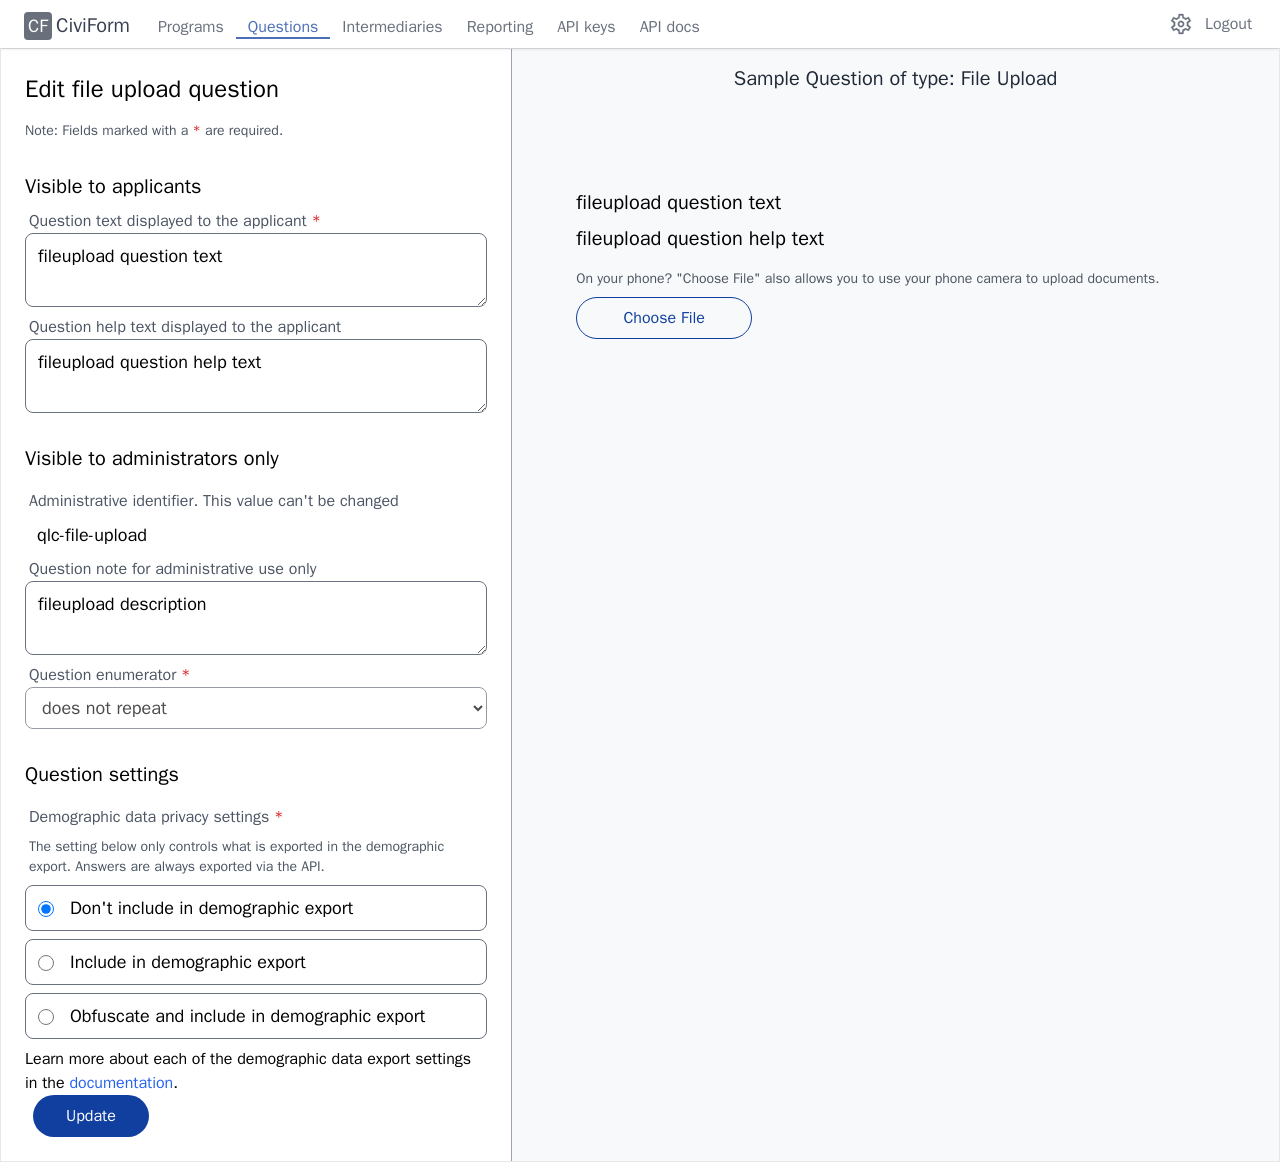 CF CiviForm Programs Questions Intermediaries Reporting API keys API docs Logout
Edit file upload question
Note: Fields marked with a * are required.
Visible to applicants
Question text displayed to the applicant *
fileupload question text
Question help text displayed to the applicant
fileupload question help text
Visible to administrators only
Administrative identifier. This value can't be changed
qlc-file-upload
Question note for administrative use only
fileupload description
Question enumerator *
does not repeat
Question settings
Demographic data privacy settings *
The setting below only controls what is exported in the demographic
export. Answers are always exported via the API.
Don't include in demographic export
Include in demographic export
Obfuscate and include in demographic export
Learn more about each of the demographic data export settings
in the documentation.
Update
Sample Question of type: File Upload
fileupload question text
fileupload question help text
On your phone? "Choose File" also allows you to use your phone camera to upload documents.
Choose File